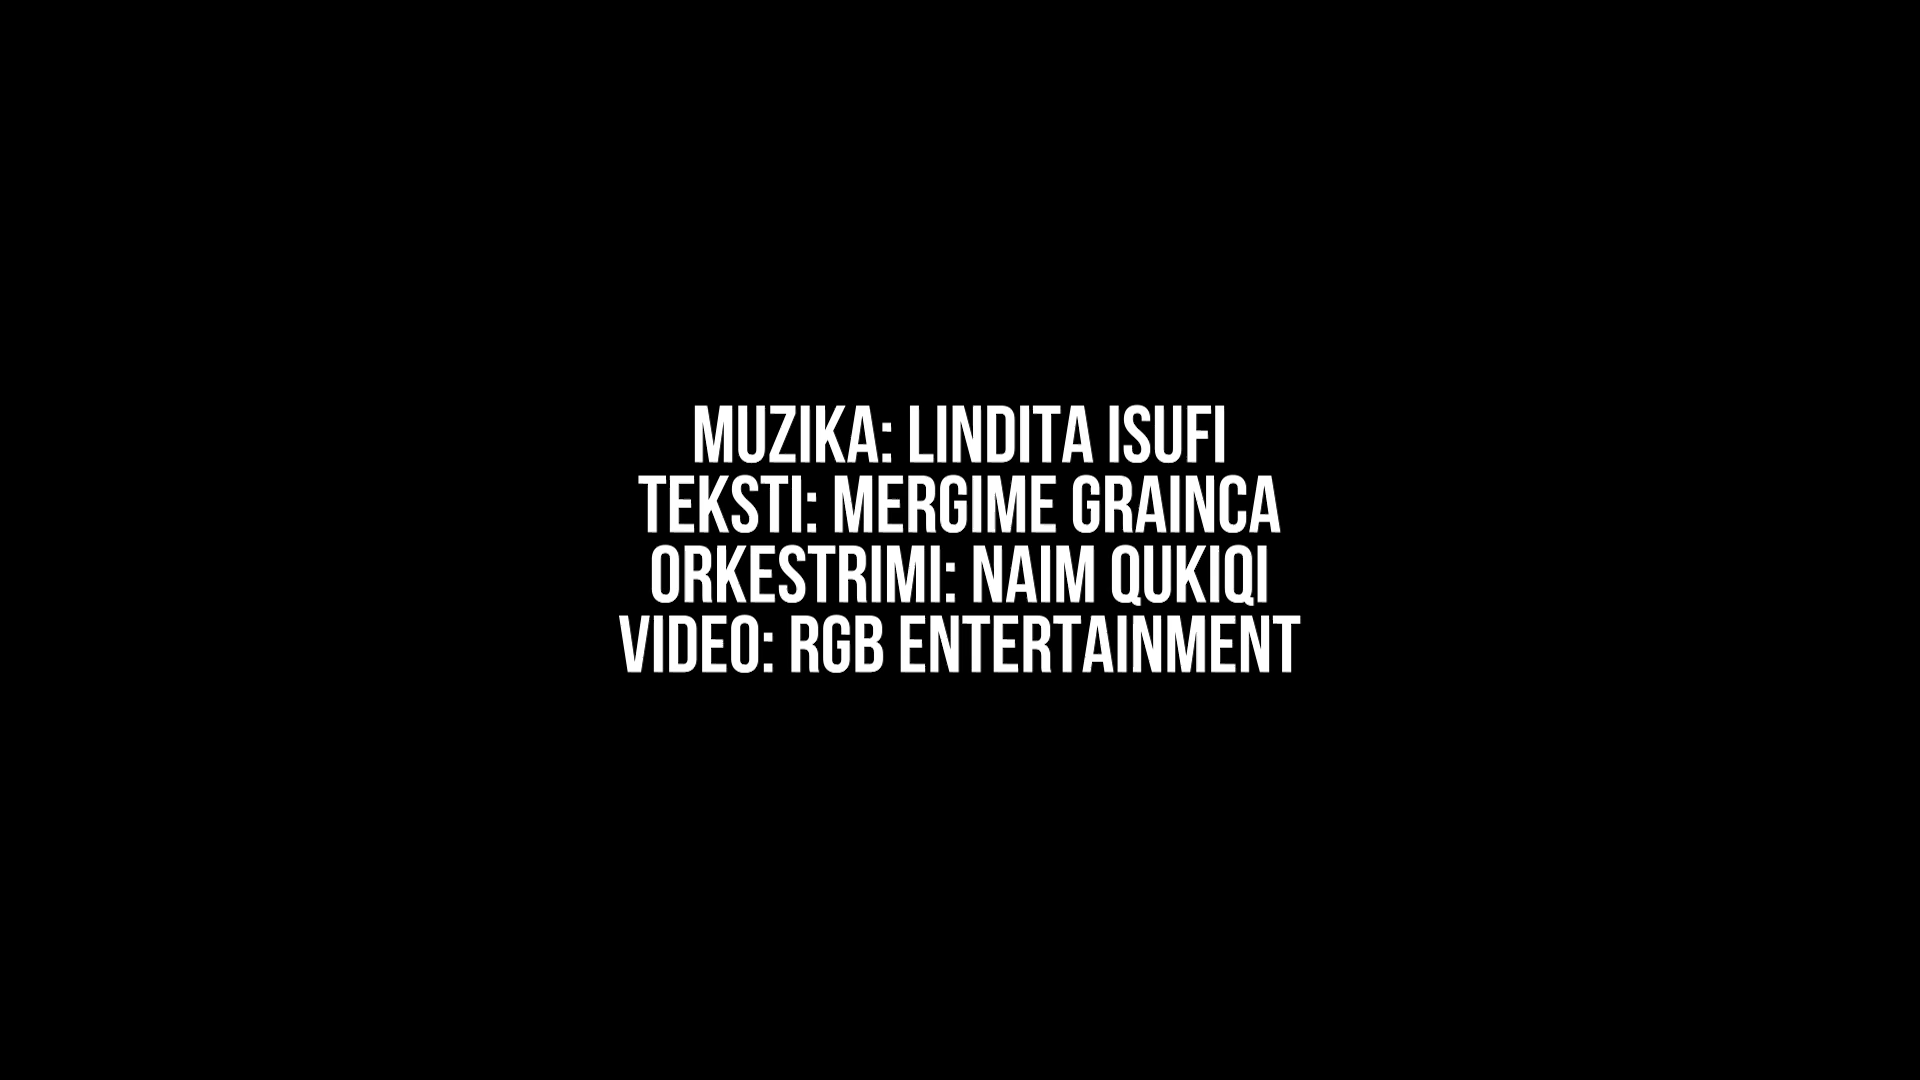 MUZIKA: LINDITA ISUFI
TEKSTI: MERGIME GRAINCA
ORKESTRIMI: NAIM QUKIQI
VIDEO: RGB ENTERTAINMENT